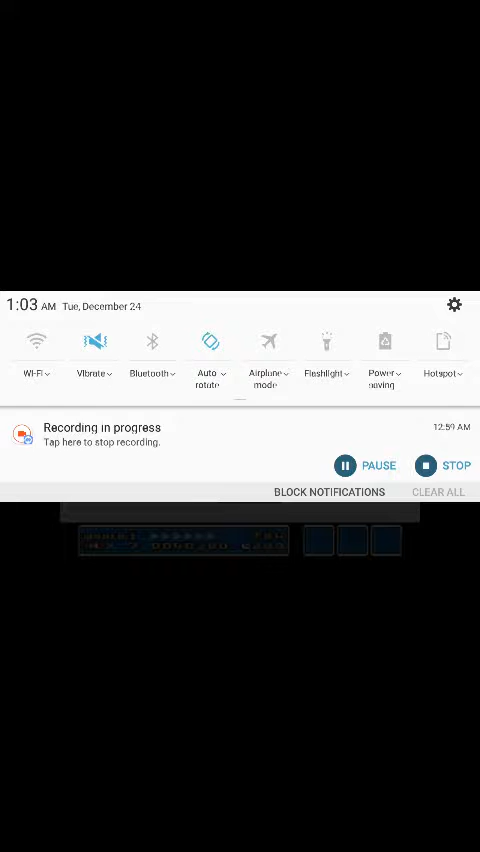 1:03 AM Tue, December 24
Wi-Fi Vibrate Bluetooth Auto rotate Airplane mode Flashlight Power saving Hotspot
Recording in progress 12:59 AM
Tap here to stop recording.
PAUSE STOP
BLOCK NOTIFICATIONS CLEAR ALL